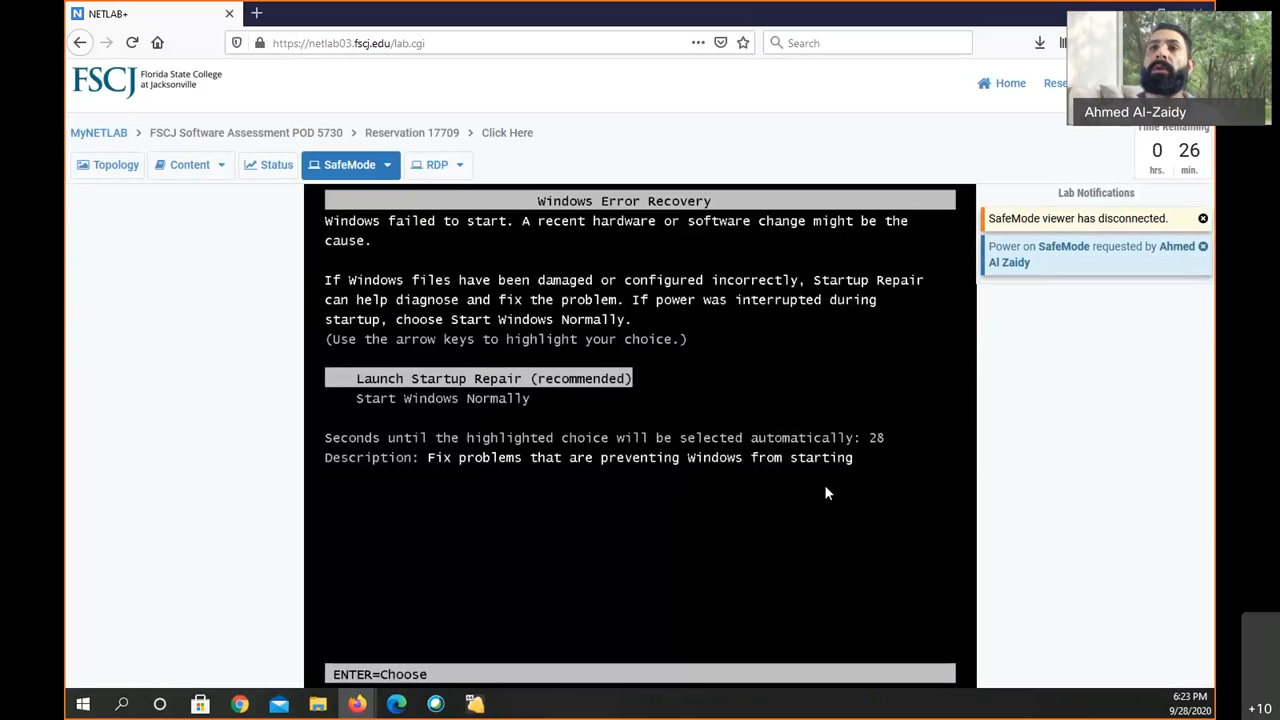 NETLAB+
https://netlab03.fscj.edu/lab.cgi
Search
FSCJ Florida State College
at Jacksonville
Home
Rese
Ahmed Al-Zaidy
MyNETLAB
FSCJ Software Assessment POD 5730
Reservation 17709
Click Here
Time Remaining
0 26
hrs. min.
Topology
Content
Status
SafeMode
RDP
Lab Notifications
SafeMode viewer has disconnected.
Power on SafeMode requested by Ahmed
Al Zaidy
Windows Error Recovery
Windows failed to start. A recent hardware or software change might be the
cause.
If Windows files have been damaged or configured incorrectly, Startup Repair
can help diagnose and fix the problem. If power was interrupted during
startup, choose Start Windows Normally.
(Use the arrow keys to highlight your choice.)
Launch Startup Repair (recommended)
Start Windows Normally
Seconds until the highlighted choice will be selected automatically: 28
Description: Fix problems that are preventing Windows from starting
ENTER=Choose
6:23 PM
9/28/2020
+10